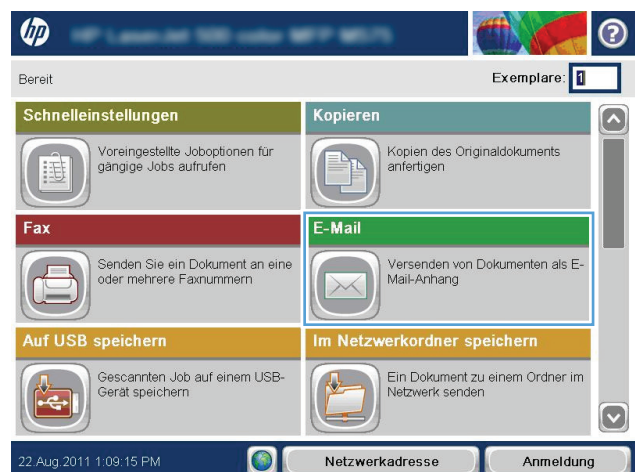 hp
?
Bereit
Exemplare: 1
Schnelleinstellungen
Voreingestellte Joboptionen für
gängige Jobs aufrufen
Kopieren
Kopien des Originaldokuments
anfertigen
Fax
Senden Sie ein Dokument an eine
oder mehrere Faxnummern
E-Mail
Versenden von Dokumenten als E-
Mail-Anhang
Auf USB speichern
Gescannten Job auf einem USB-
Gerät speichern
Im Netzwerkordner speichern
Ein Dokument zu einem Ordner im
Netzwerk senden
22.Aug.2011 1:09:15 PM
Netzwerkadresse
Anmeldung